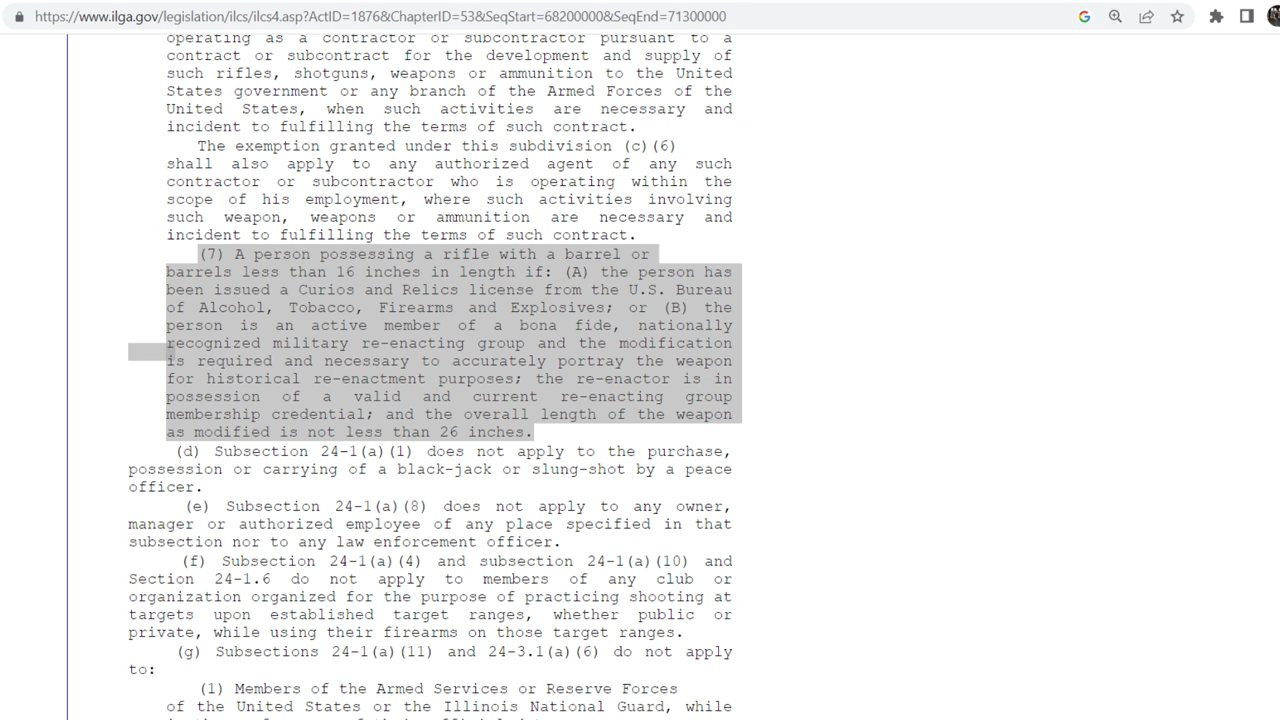 https://www.ilga.gov/legislation/ilcs/ilcs4.asp?ActID=1876&ChapterID=53&SeqStart=68200000&SeqEnd=71300000
operating as a contractor or subcontractor pursuant to a
contract or subcontract for the development and supply of
such rifles, shotguns, weapons or ammunition to the United
States government or any branch of the Armed Forces of the
United States, when such activities are necessary and
incident to fulfilling the terms of such contract.
The exemption granted under this subdivision (c)(6)
shall also apply to any authorized agent of any such
contractor or subcontractor who is operating within the
scope of his employment, where such activities involving
such weapon, weapons or ammunition are necessary and
incident to fulfilling the terms of such contract.
(7) A person possessing a rifle with a barrel or
barrels less than 16 inches in length if: (A) the person has
been issued a Curios and Relics license from the U.S. Bureau
of Alcohol, Tobacco, Firearms and Explosives; or (B) the
person is an active member of a bona fide, nationally
recognized military re-enacting group and the modification
is required and necessary to accurately portray the weapon
for historical re-enactment purposes; the re-enactor is in
possession of a valid and current re-enacting group
membership credential; and the overall length of the weapon
as modified is not less than 26 inches.
(d) Subsection 24-1(a)(1) does not apply to the purchase,
possession or carrying of a black-jack or slung-shot by a peace
officer.
(e) Subsection 24-1(a)(8) does not apply to any owner,
manager or authorized employee of any place specified in that
subsection nor to any law enforcement officer.
(f) Subsection 24-1(a)(4) and subsection 24-1(a)(10) and
Section 24-1.6 do not apply to members of any club or
organization organized for the purpose of practicing shooting at
targets upon established target ranges, whether public or
private, while using their firearms on those target ranges.
(g) Subsections 24-1(a)(11) and 24-3.1(a)(6) do not apply
to:
(1) Members of the Armed Services or Reserve Forces
of the United States or the Illinois National Guard, while